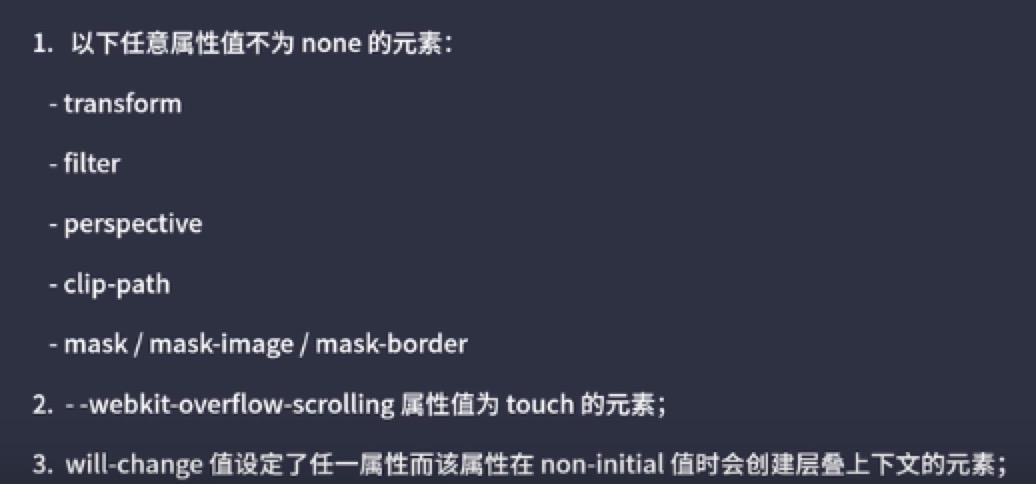 1. 以下任意属性值不为 none 的元素：
- transform
- filter
- perspective
- clip-path
- mask / mask-image / mask-border
2. - -webkit-overflow-scrolling 属性值为 touch 的元素；
3. will-change 值设定了任一属性而该属性在 non-initial 值时会创建层叠上下文的元素；